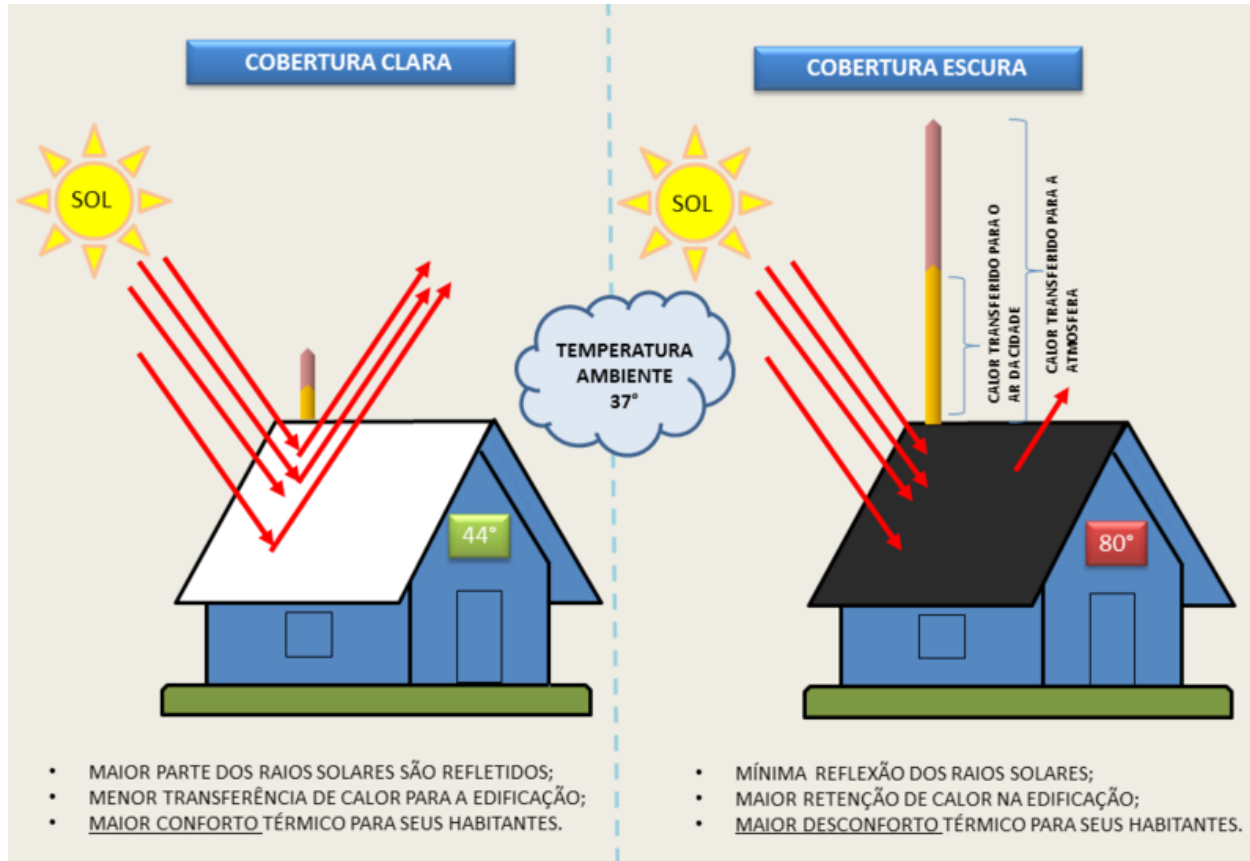 COBERTURA CLARA
SOL
44°
• MAIOR PARTE DOS RAIOS SOLARES SÃO REFLETIDOS;
• MENOR TRANSFERÊNCIA DE CALOR PARA A EDIFICAÇÃO;
• MAIOR CONFORTO TÉRMICO PARA SEUS HABITANTES.
TEMPERATURA
AMBIENTE
37°
COBERTURA ESCURA
SOL
CALOR TRANSFERIDO PARA O
AR DA CIDADE
CALOR TRANSFERIDO PARA A
ATMOSFERA
80°
• MÍNIMA REFLEXÃO DOS RAIOS SOLARES;
• MAIOR RETENÇÃO DE CALOR NA EDIFICAÇÃO;
• MAIOR DESCONFORTO TÉRMICO PARA SEUS HABITANTES.